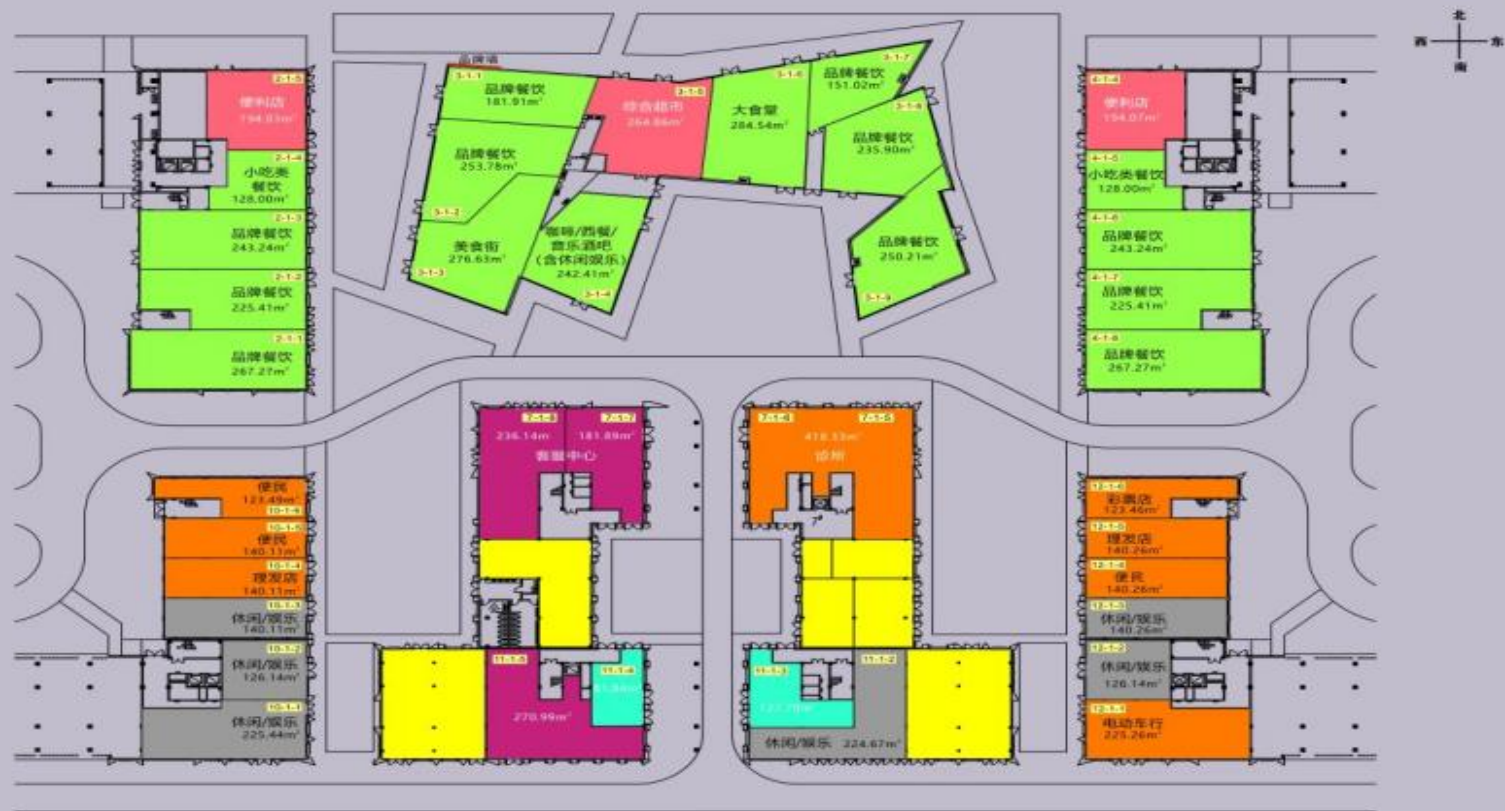 北
西 东
南
品牌墙
2-1-5
便利店
194.03m²
2-1-4
小吃类
餐饮
128.00m²
2-1-3
品牌餐饮
243.24m²
2-1-2
品牌餐饮
225.41m²
2-1-1
品牌餐饮
267.27m²
3-1-1
品牌餐饮
181.91m²
品牌餐饮
253.78m²
3-1-2
美食街
276.63m²
3-1-3
咖啡/西餐/
音乐酒吧
(含休闲娱乐)
242.41m²
3-1-4
3-1-5
综合超市
264.86m²
3-1-6
大食堂
284.54m²
3-1-7
品牌餐饮
151.02m²
3-1-8
品牌餐饮
235.90m²
品牌餐饮
250.21m²
3-1-9
4-1-4
便利店
194.07m²
4-1-5
小吃类餐饮
128.00m²
4-1-6
品牌餐饮
243.24m²
4-1-7
品牌餐饮
225.41m²
4-1-8
品牌餐饮
267.27m²
7-1-8
7-1-7
236.14m
181.89m²
客服中心
7-1-6
7-1-5
418.33m²
诊所
便民
123.49m²
10-1-6
10-1-5
便民
140.11m²
10-1-4
理发店
140.11m²
10-1-3
休闲/娱乐
140.11m²
10-1-2
休闲/娱乐
126.14m²
10-1-1
休闲/娱乐
225.44m²
11-1-5
270.99m²
11-1-4
11-1-3
11-1-2
休闲/娱乐 224.67m²
12-1-6
彩票店
123.46m²
12-1-5
理发店
140.26m²
12-1-4
便民
140.26m²
12-1-3
休闲/娱乐
140.26m²
12-1-2
休闲/娱乐
126.14m²
12-1-1
电动车行
225.26m²